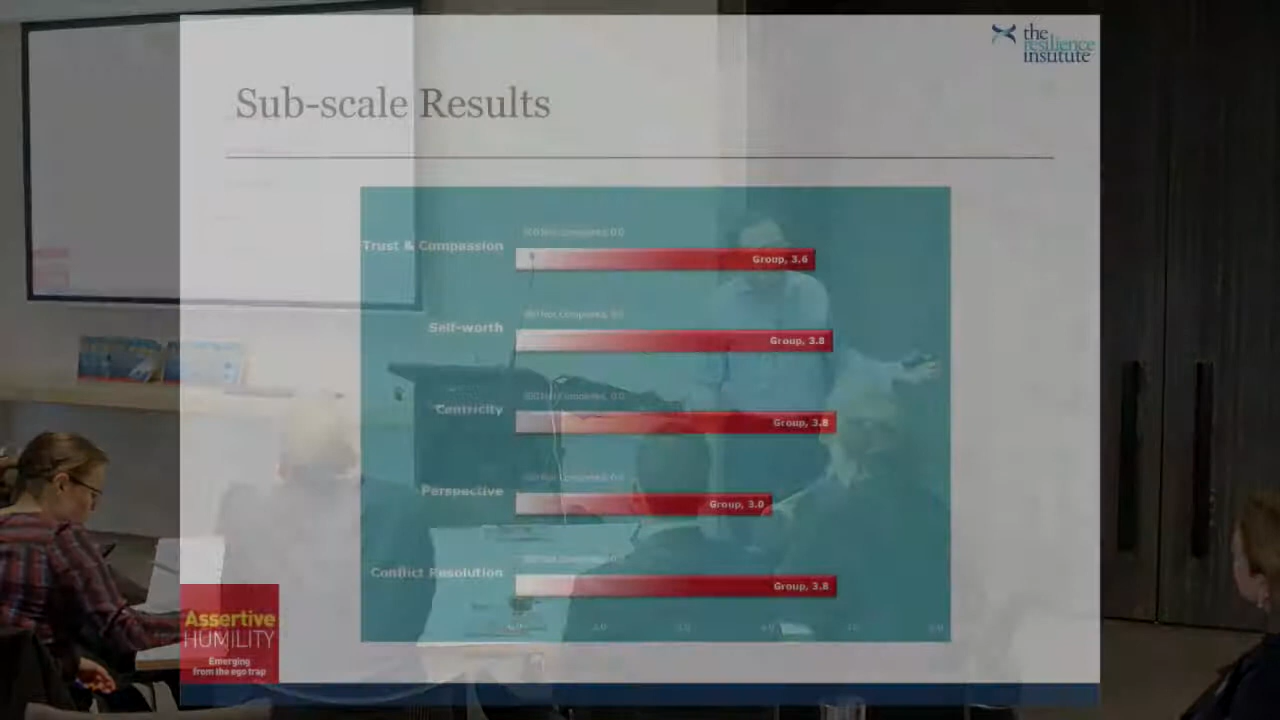 the
resilience
institute
Sub-scale Results
Trust & Compassion
Group, 3.6
Self-worth
Group, 3.8
Centricity
Group, 3.8
Perspective
Group, 3.0
Conflict Resolution
Group, 3.8
Assertive
HUMILITY
Emerging
from the ego trap